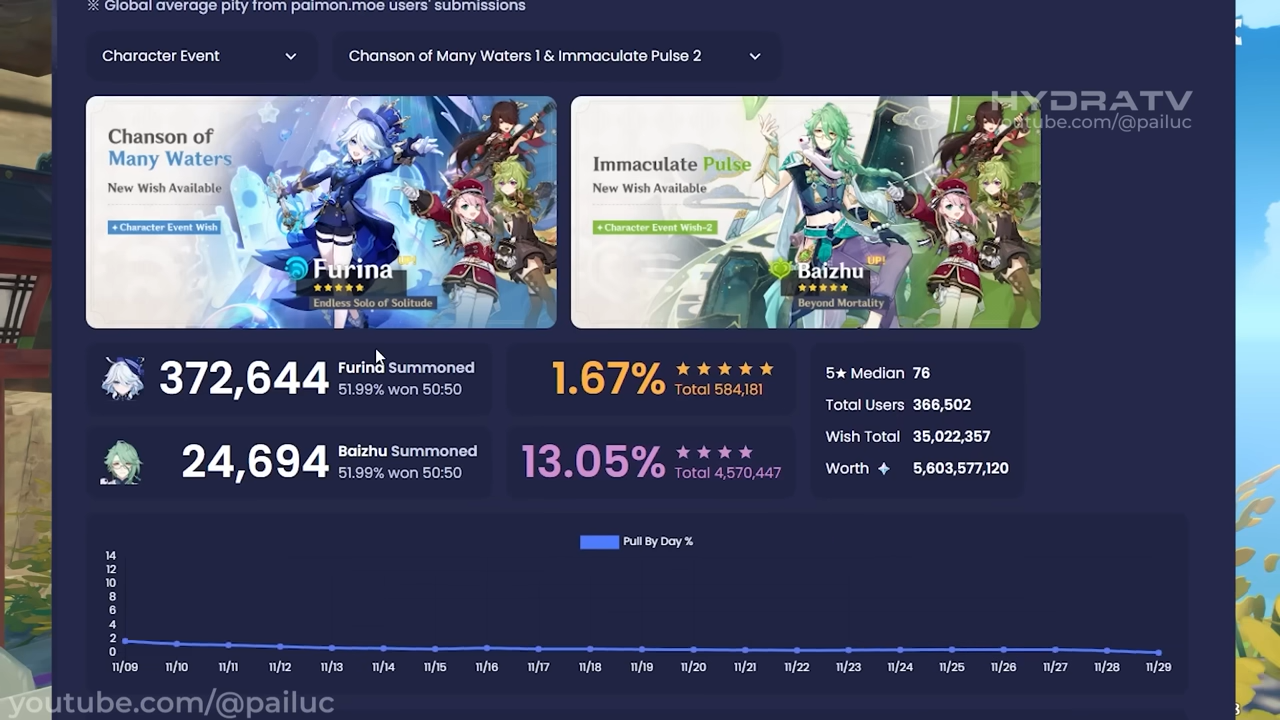 ※ Global average pity from paimon.moe users' submissions
Character Event
Chanson of Many Waters 1 & Immaculate Pulse 2
HYDRATV
youtube.com/@pailuc
Chanson of
Many Waters
New Wish Available
+Character Event Wish
Furina
UP!
Endless Solo of Solitude
Immaculate Pulse
New Wish Available
+Character Event Wish-2
Baizhu
UP!
Beyond Mortality
372,644
Furina Summoned
51.99% won 50:50
1.67%
Total 584,181
24,694
Baizhu Summoned
51.99% won 50:50
13.05%
Total 4,570,447
5★ Median 76
Total Users 366,502
Wish Total 35,022,357
Worth 5,603,577,120
Pull By Day %
14
12
10
8
6
4
2
0
11/09 11/10 11/11 11/12 11/13 11/14 11/15 11/16 11/17 11/18 11/19 11/20 11/21 11/22 11/23 11/24 11/25 11/26 11/27 11/28 11/29
youtube.com/@pailuc